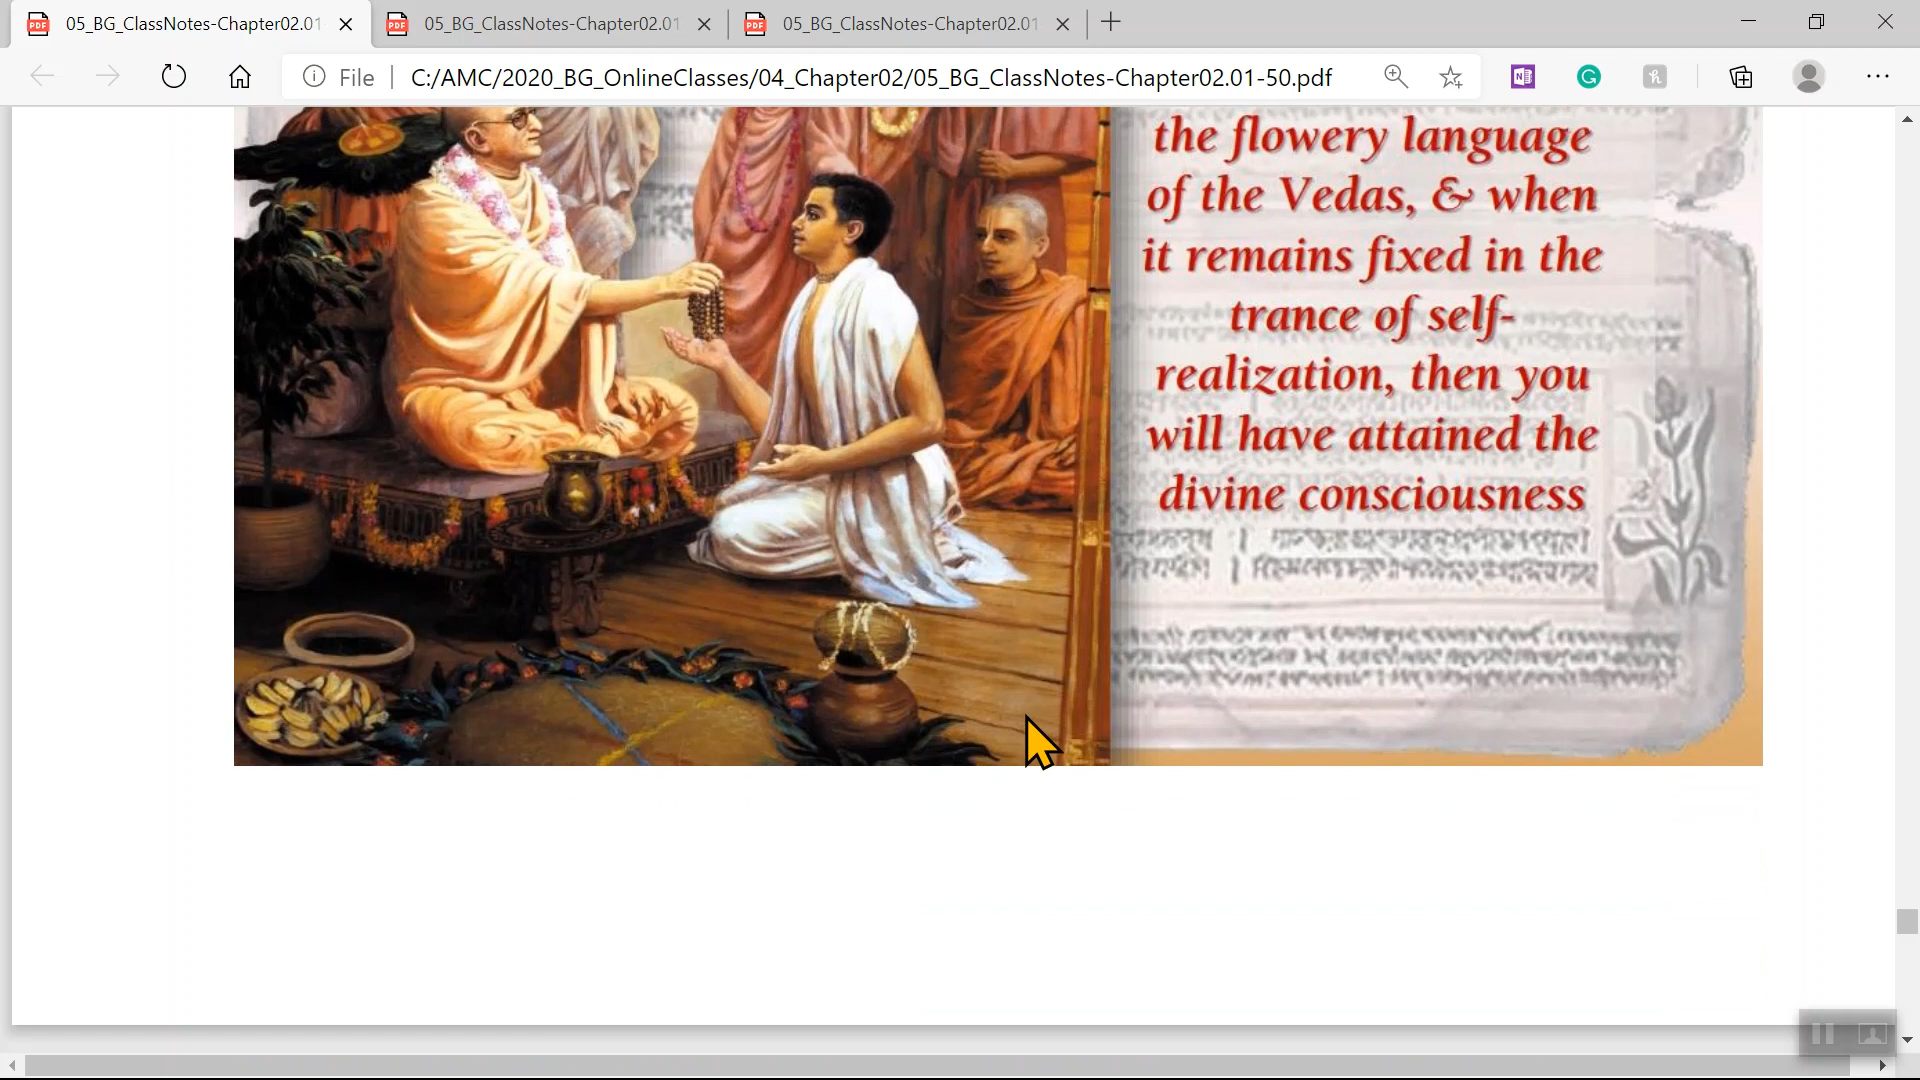 05_BG_ClassNotes-Chapter02.01
05_BG_ClassNotes-Chapter02.01
05_BG_ClassNotes-Chapter02.01
File
C:/AMC/2020_BG_OnlineClasses/04_Chapter02/05_BG_ClassNotes-Chapter02.01-50.pdf
the flowery language
of the Vedas, & when
it remains fixed in the
trance of self-
realization, then you
will have attained the
divine consciousness